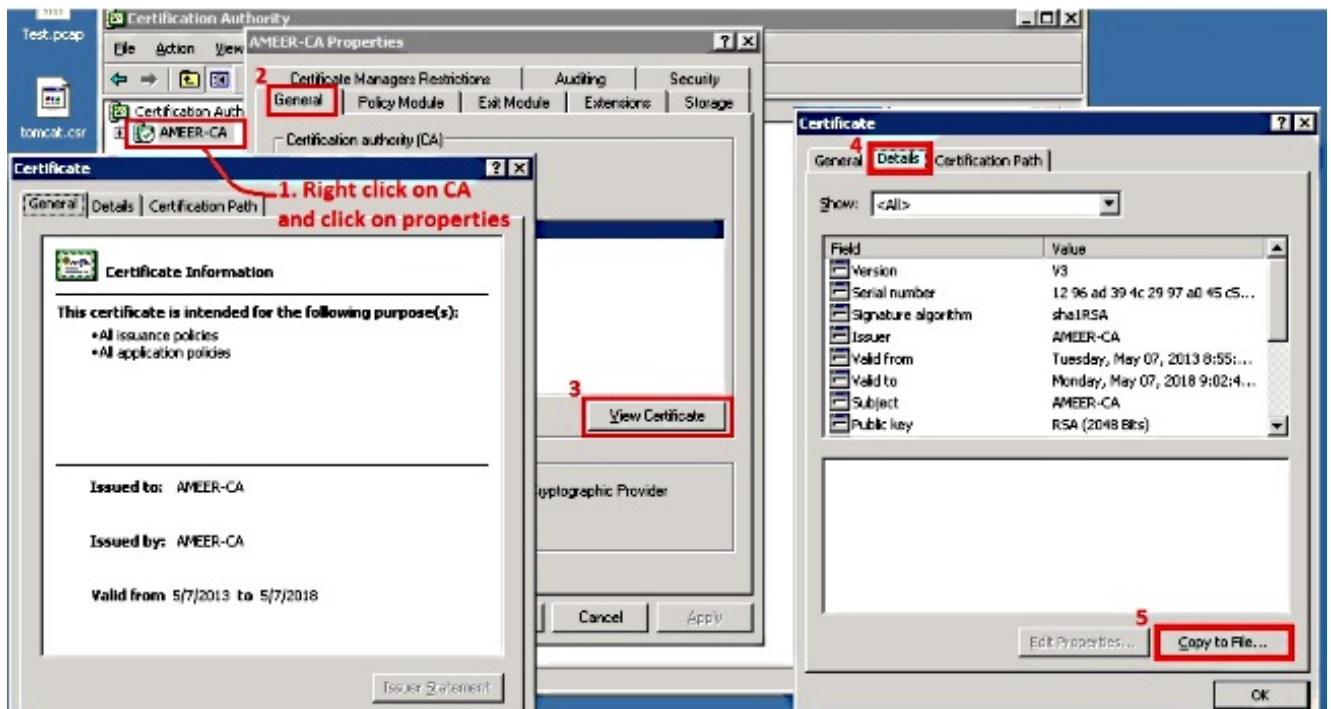 Test.pcap
tomcat.csr
Certification Authority
File Action View
Certification Auth
AMEER-CA
AMEER-CA Properties
2
Certificate Managers Restrictions Auditing Security
General Policy Module Exit Module Extensions Storage
Certification authority (CA)
1. Right click on CA
and click on properties
3
View Certificate
Cryptographic Provider
Cancel Apply
Certificate
General Details Certification Path
Certificate Information
This certificate is intended for the following purpose(s):
•All issuance policies
•All application policies
Issued to: AMEER-CA
Issued by: AMEER-CA
Valid from 5/7/2013 to 5/7/2018
Issuer Statement
Certificate
4
General Details Certification Path
Show: <All>
Field Value
Version V3
Serial number 12 96 ad 39 4c 29 97 a0 45 c5...
Signature algorithm sha1RSA
Issuer AMEER-CA
Valid from Tuesday, May 07, 2013 8:55:...
Valid to Monday, May 07, 2018 9:02:4...
Subject AMEER-CA
Public key RSA (2048 Bits)
5
Edit Properties... Copy to File...
OK